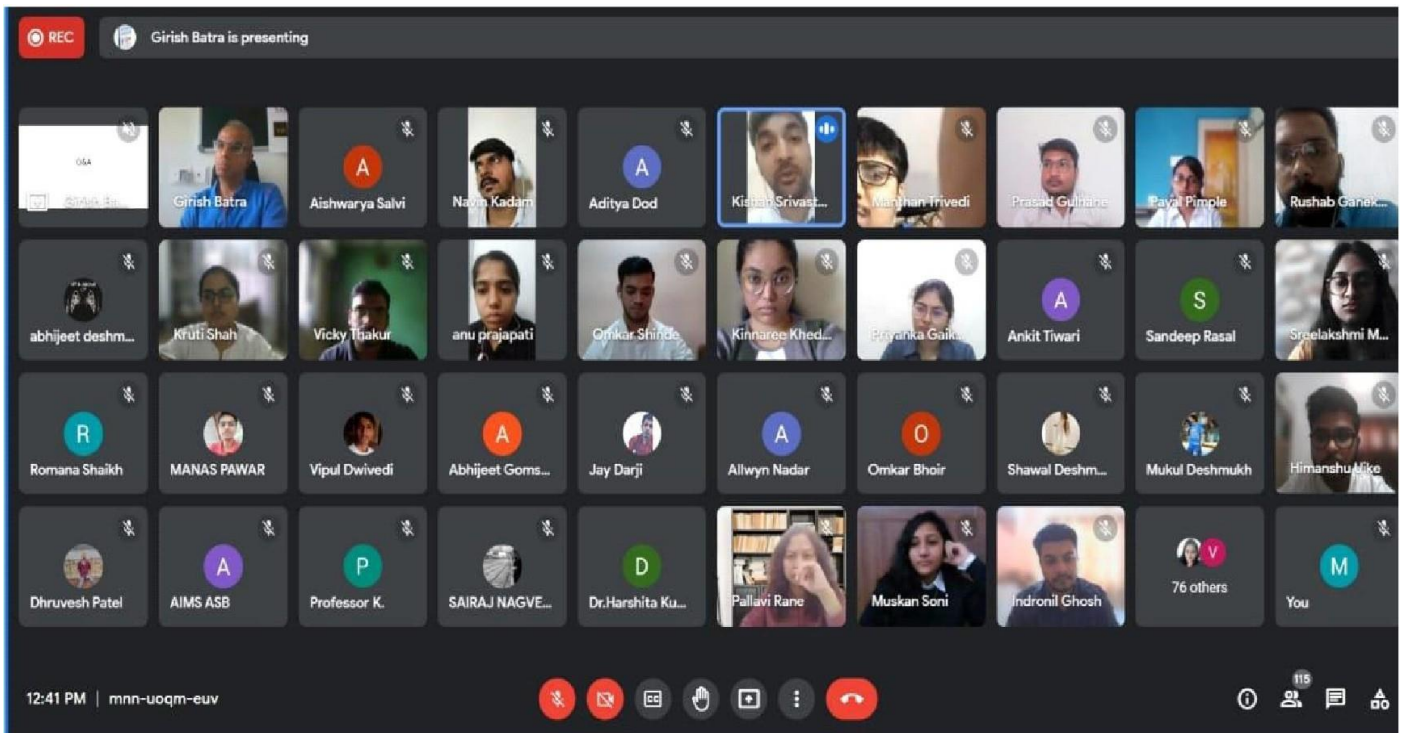 REC
Girish Batra is presenting
Q&A
Girish Ba...
Girish Batra
A
Aishwarya Salvi
Navin Kadam
A
Aditya Dod
Kishan Srivast...
Manthan Trivedi
Prasad Gulhane
Payal Pimple
Rushab Ganek...
abhijeet deshm...
Kruti Shah
Vicky Thakur
anu prajapati
Omkar Shinde
Kinnaree Khed...
Priyanka Gaik...
A
Ankit Tiwari
S
Sandeep Rasal
Sreelakshmi M...
R
Romana Shaikh
MANAS PAWAR
Vipul Dwivedi
A
Abhijeet Goms...
Jay Darji
A
Allwyn Nadar
O
Omkar Bhoir
Shawal Deshm...
Mukul Deshmukh
Himanshu Uike
Dhruvesh Patel
A
AIMS ASB
P
Professor K.
SAIRAJ NAGVE...
D
Dr.Harshita Ku...
Pallavi Rane
Muskan Soni
Indronil Ghosh
V
76 others
M
You
12:41 PM | mnn-uoqm-euv
CC
115